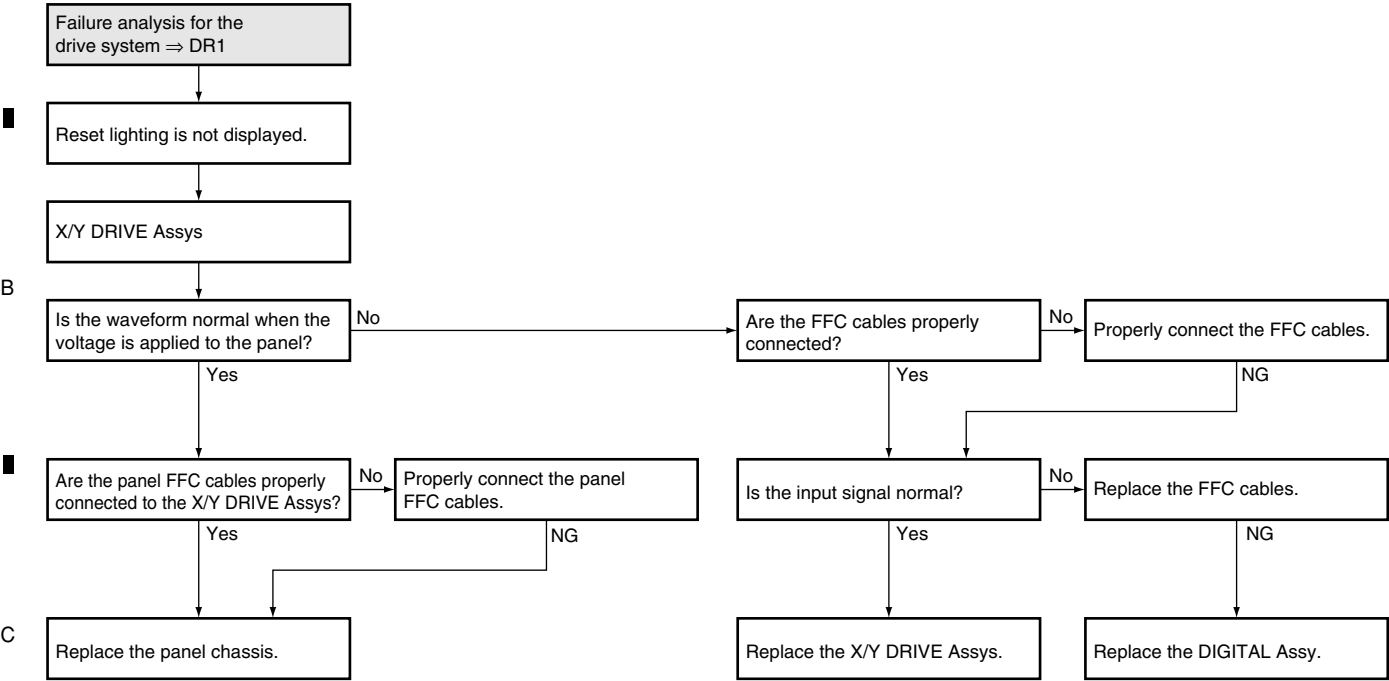 Failure analysis for the
drive system ⇒ DR1
Reset lighting is not displayed.
X/Y DRIVE Assys
B
Is the waveform normal when the
voltage is applied to the panel?
No
Are the FFC cables properly
connected?
No
Properly connect the FFC cables.
Yes
Yes
NG
Are the panel FFC cables properly
connected to the X/Y DRIVE Assys?
No
Properly connect the panel
FFC cables.
Is the input signal normal?
No
Replace the FFC cables.
Yes
NG
Yes
NG
C
Replace the panel chassis.
Replace the X/Y DRIVE Assys.
Replace the DIGITAL Assy.